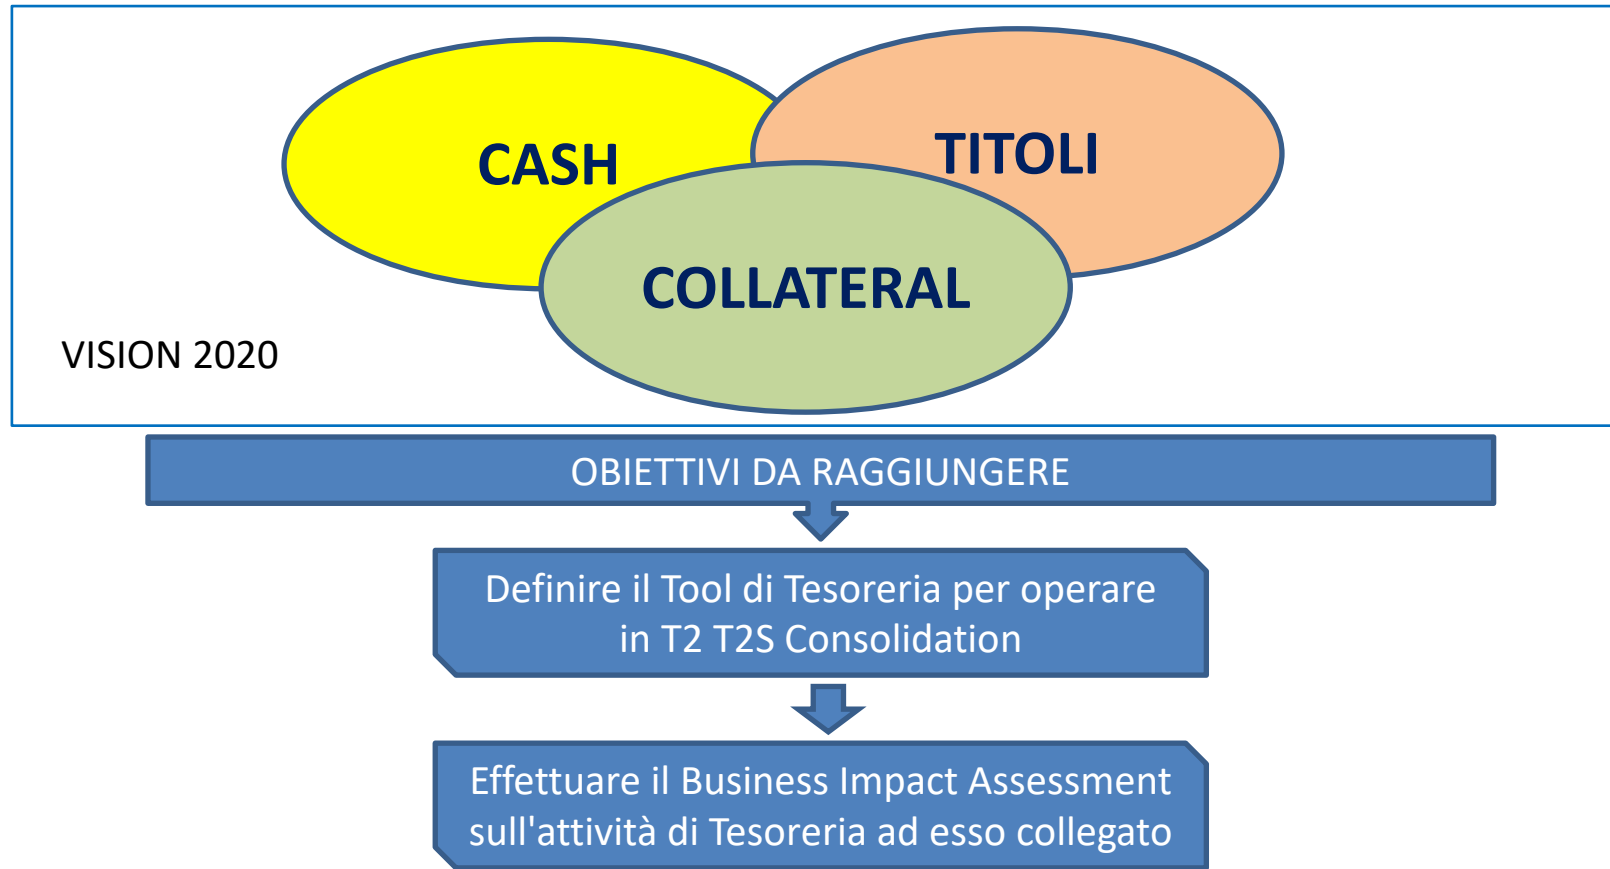 CASH
TITOLI
COLLATERAL
VISION 2020
OBIETTIVI DA RAGGIUNGERE
Definire il Tool di Tesoreria per operare
in T2 T2S Consolidation
Effettuare il Business Impact Assessment
sull'attività di Tesoreria ad esso collegato